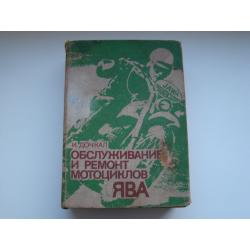 И. ДОЧКАЛ
ОБСЛУЖИВАНИЕ
И РЕМОНТ
МОТОЦИКЛОВ
ЯВА